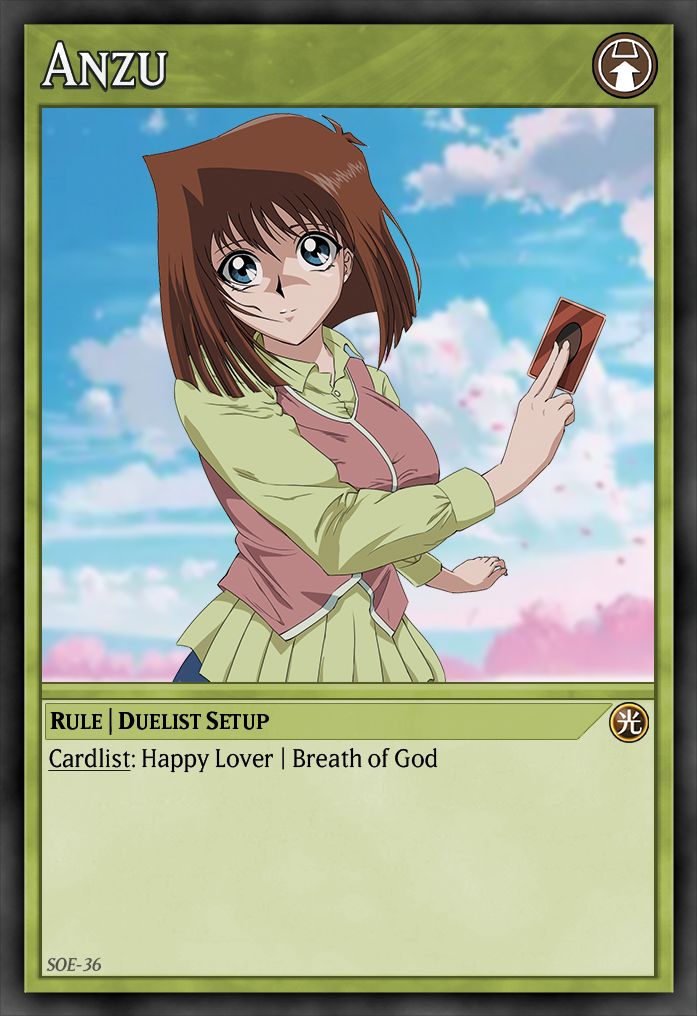 Anzu
Rule | Duelist Setup
光
Cardlist: Happy Lover | Breath of God
SOE-36